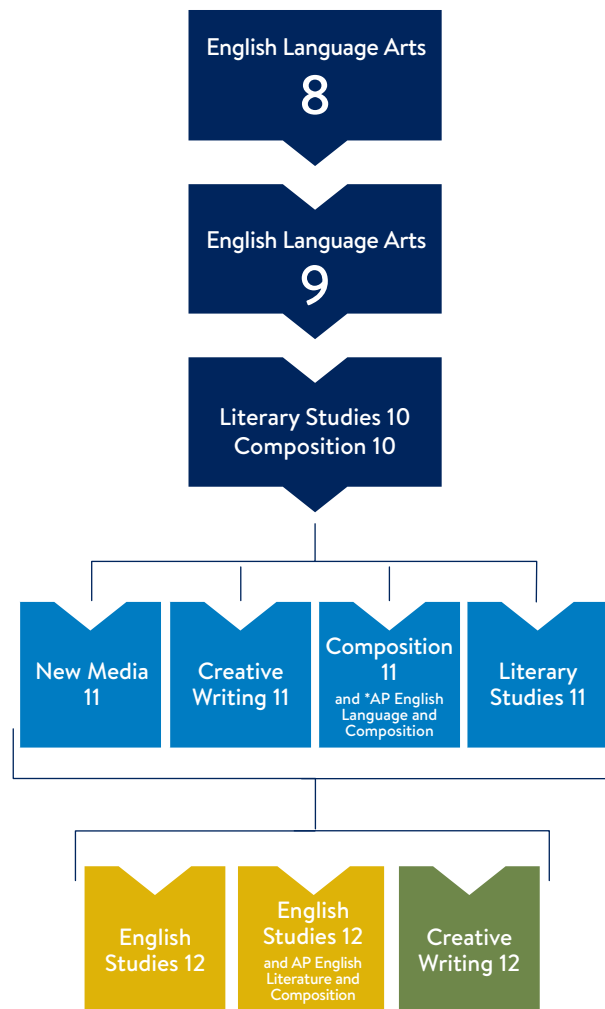 English Language Arts
8
English Language Arts
9
Literary Studies 10
Composition 10
New Media
11
Creative
Writing 11
Composition
11
and *AP English
Language and
Composition
Literary
Studies 11
English
Studies 12
English
Studies 12
and AP English
Literature and
Composition
Creative
Writing 12